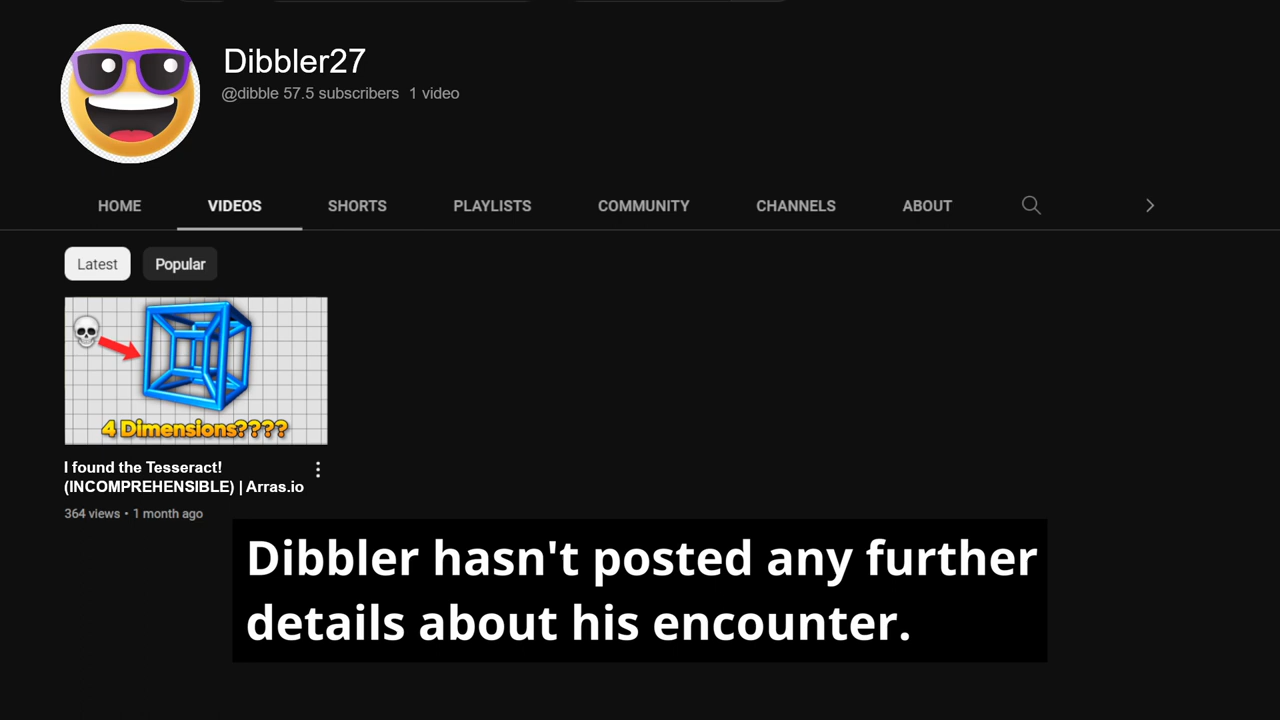 Dibbler27
@dibble 57.5 subscribers 1 video
HOME VIDEOS SHORTS PLAYLISTS COMMUNITY CHANNELS ABOUT
Latest Popular
4 Dimensions????
I found the Tesseract!
(INCOMPREHENSIBLE) | Arras.io
364 views • 1 month ago
Dibbler hasn't posted any further
details about his encounter.